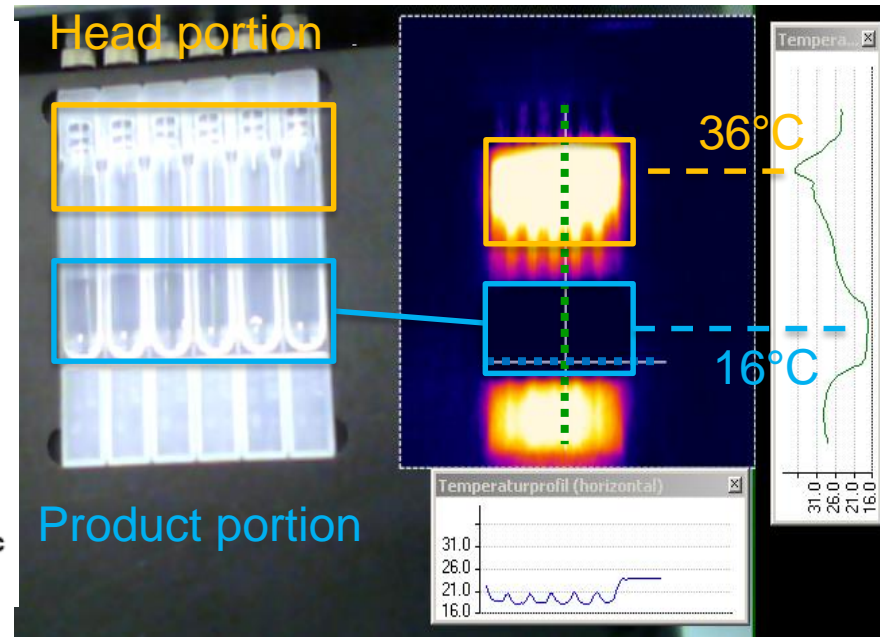 Head portion
Tempera...
36°C
16°C
31.0
26.0
21.0
16.0
Temperaturprofil (horizontal)
31.0
26.0
21.0
16.0
Product portion
c